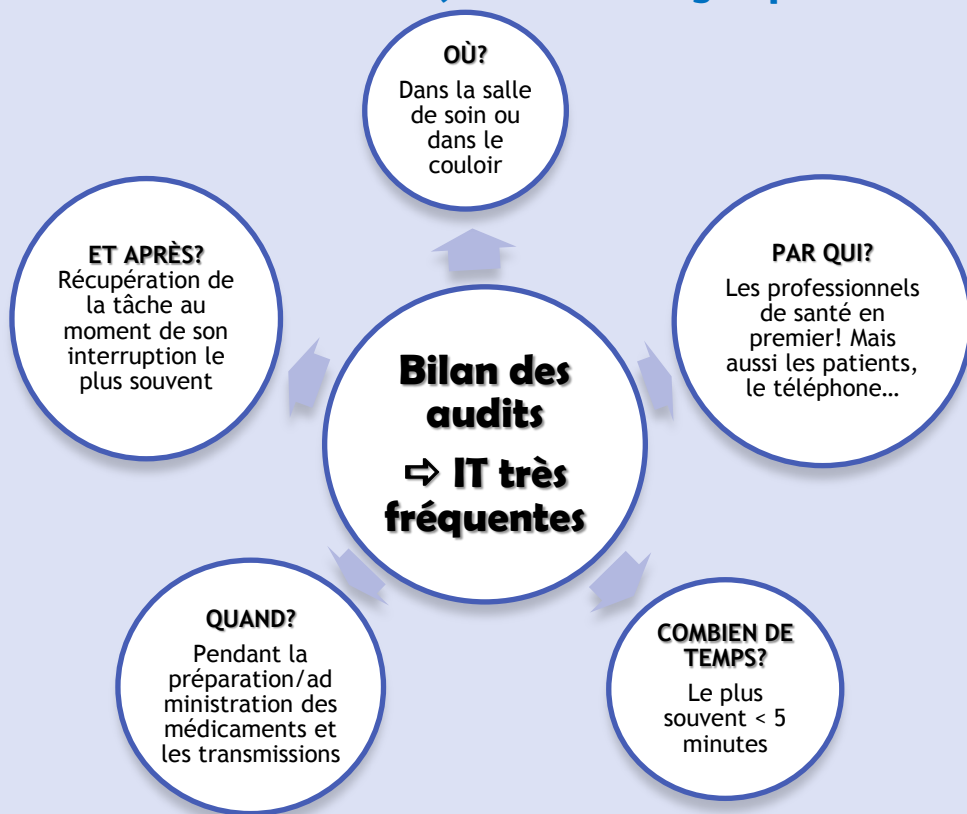 OÙ?
Dans la salle
de soin ou
dans le
couloir
PAR QUI?
Les professionnels
de santé en
premier! Mais
aussi les patients,
le téléphone…
ET APRÈS?
Récupération de
la tâche au
moment de son
interruption le
plus souvent
Bilan des
audits
⇨ IT très
fréquentes
QUAND?
Pendant la
préparation/ad
ministration des
médicaments et
les transmissions
COMBIEN DE
TEMPS?
Le plus
souvent < 5
minutes